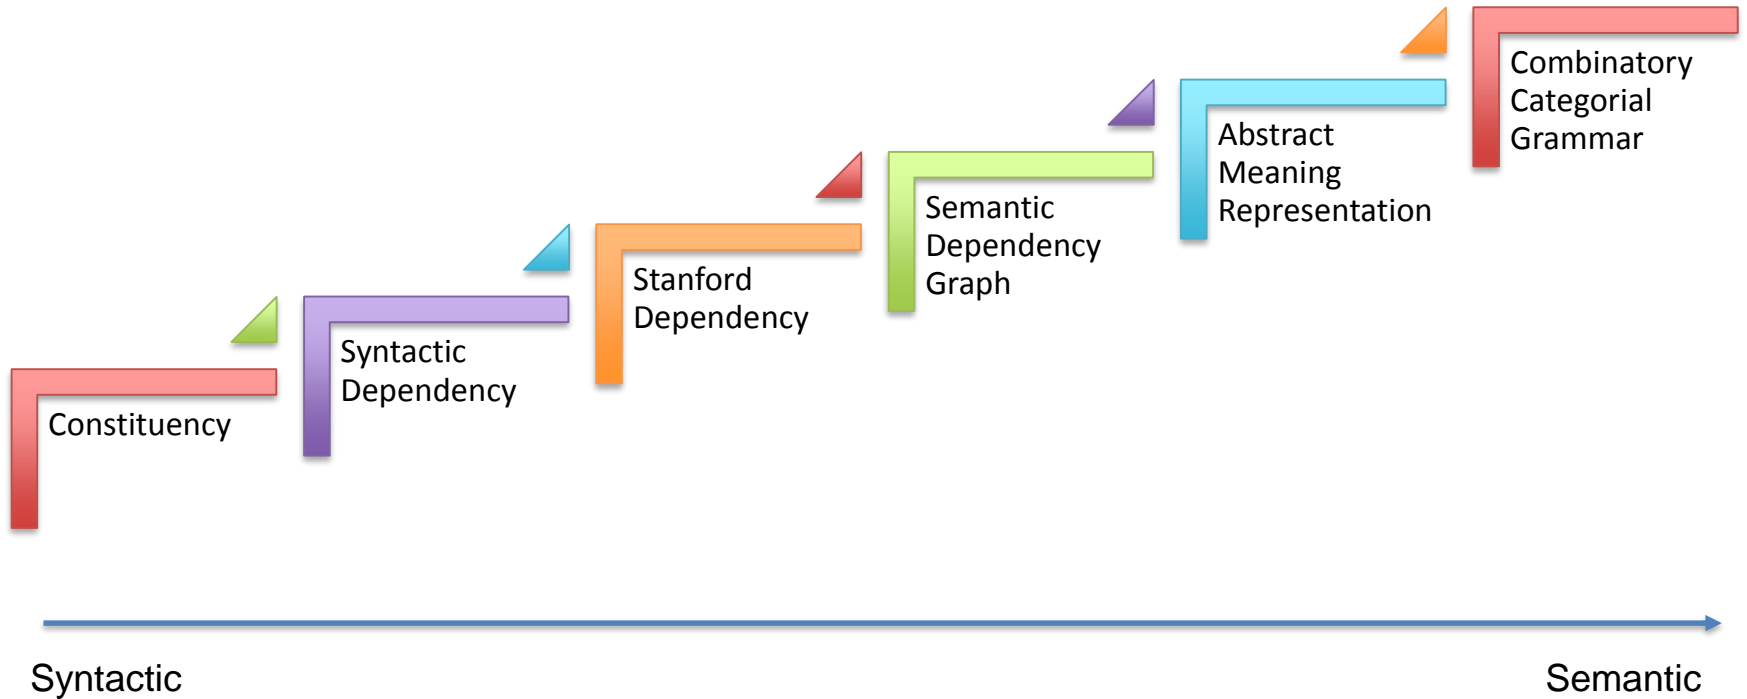 Constituency
Syntactic
Dependency
Stanford
Dependency
Semantic
Dependency
Graph
Abstract
Meaning
Representation
Combinatory
Categorial
Grammar
Syntactic
Semantic